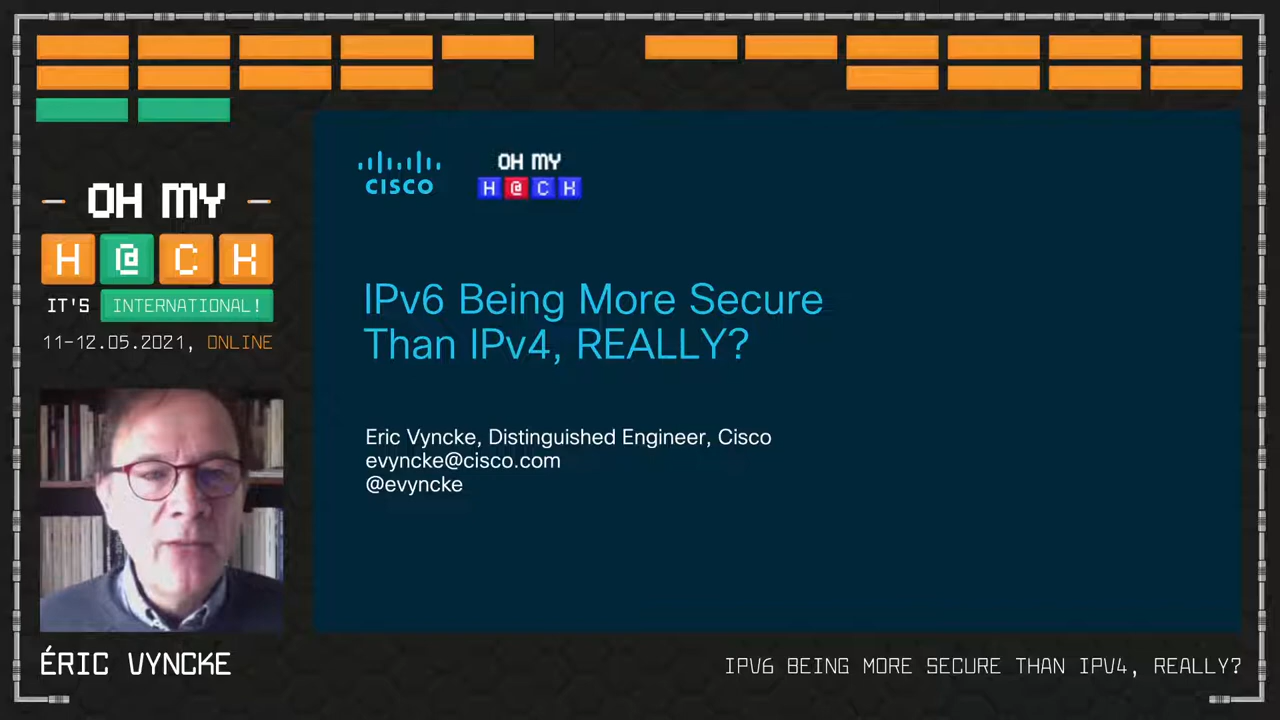 OH MY
H@CK
IT'S INTERNATIONAL!
11-12.05.2021, ONLINE
CISCO
OH MY
H@CK
IPv6 Being More Secure
Than IPv4, REALLY?
Eric Vyncke, Distinguished Engineer, Cisco
evyncke@cisco.com
@evyncke
ÉRIC VYNCKE
IPV6 BEING MORE SECURE THAN IPV4, REALLY?